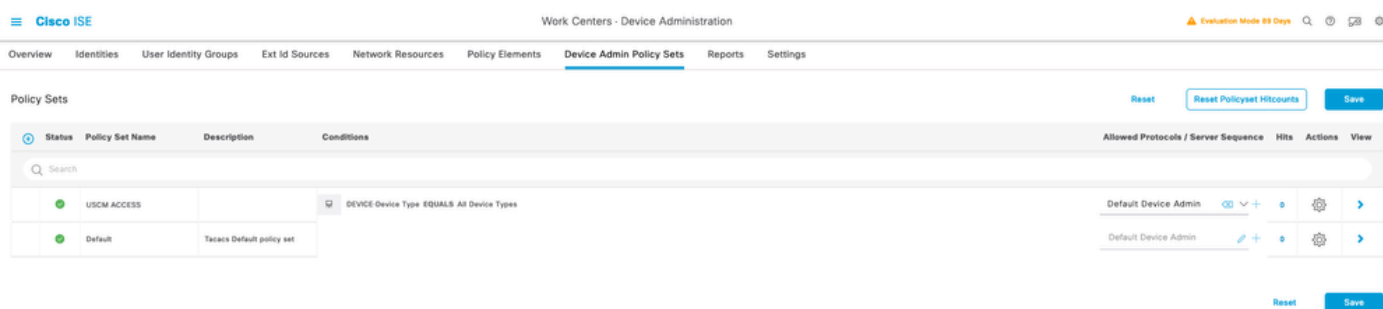 Cisco ISE
Work Centers · Device Administration
Evaluation Mode 89 Days
Overview Identities User Identity Groups Ext Id Sources Network Resources Policy Elements Device Admin Policy Sets Reports Settings
Policy Sets
Reset Reset Policyset Hitcounts Save
Status Policy Set Name Description Conditions Allowed Protocols / Server Sequence Hits Actions View
Search
USCM ACCESS DEVICE·Device Type EQUALS All Device Types Default Device Admin 0
Default Tacacs Default policy set Default Device Admin 0
Reset Save